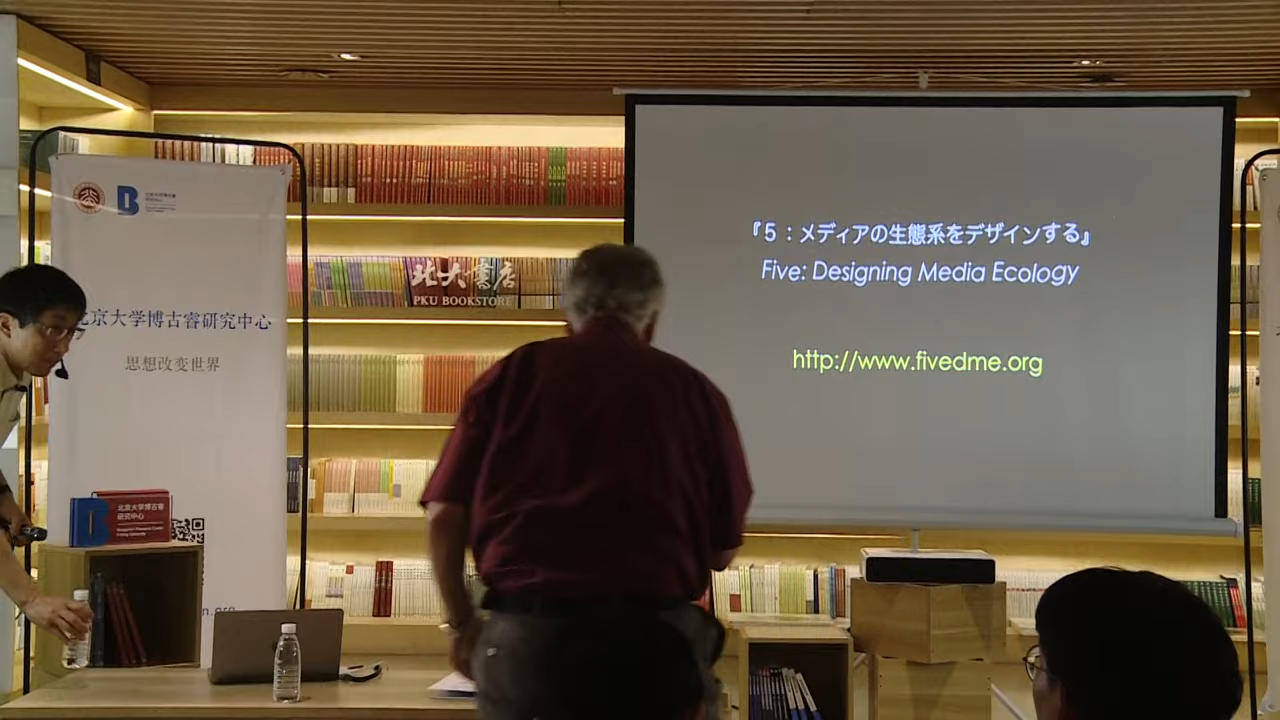 北京大学博古睿研究中心
思想改变世界
北京大学博古睿
研究中心
北大書店
PKU BOOKSTORE
『5：メディアの生態系をデザインする』
Five: Designing Media Ecology
http://www.fivedme.org